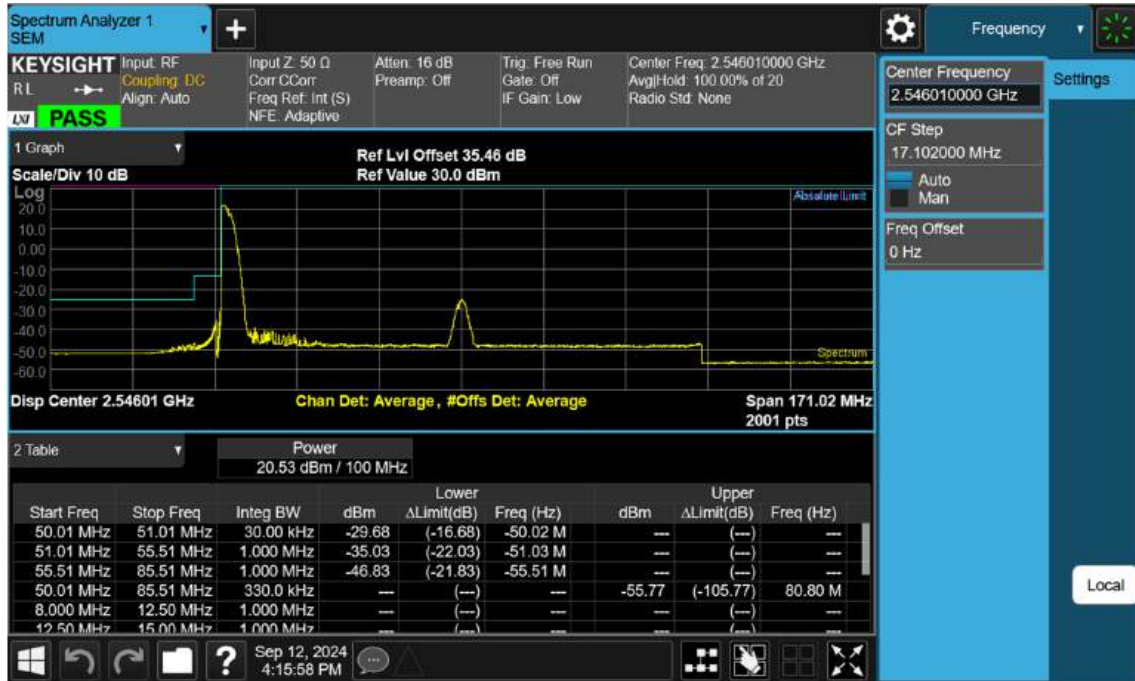 Spectrum Analyzer 1
SEM
Frequency
KEYSIGHT
RL
LXI PASS
Input: RF
Coupling: DC
Align: Auto
Input Z: 50 Ω
Corr CCorr
Freq Ref: Int (S)
NFE: Adaptive
Atten: 16 dB
Preamp: Off
Trig: Free Run
Gate: Off
IF Gain: Low
Center Freq: 2.546010000 GHz
Avg|Hold: 100.00% of 20
Radio Std: None
Center Frequency
2.546010000 GHz
Settings
CF Step
17.102000 MHz
Auto
Man
Freq Offset
0 Hz
Local
1 Graph
Scale/Div 10 dB
Ref Lvl Offset 35.46 dB
Ref Value 30.0 dBm
Log
20.0
10.0
0.00
-10.0
-20.0
-30.0
-40.0
-50.0
-60.0
Absolute Limit
Spectrum
Disp Center 2.54601 GHz
Chan Det: Average, #Offs Det: Average
Span 171.02 MHz
2001 pts
2 Table
Power
20.53 dBm / 100 MHz
Lower Upper
Start Freq Stop Freq Integ BW dBm ΔLimit(dB) Freq (Hz) dBm ΔLimit(dB) Freq (Hz)
50.01 MHz 51.01 MHz 30.00 kHz -29.68 (-16.68) -50.02 M --- (---) ---
51.01 MHz 55.51 MHz 1.000 MHz -35.03 (-22.03) -51.03 M --- (---) ---
55.51 MHz 85.51 MHz 1.000 MHz -46.83 (-21.83) -55.51 M --- (---) ---
50.01 MHz 85.51 MHz 330.0 kHz --- (---) --- -55.77 (-105.77) 80.80 M
8.000 MHz 12.50 MHz 1.000 MHz --- (---) --- --- (---) ---
12.50 MHz 15.00 MHz 1.000 MHz --- (---) --- --- (---) ---
Sep 12, 2024
4:15:58 PM